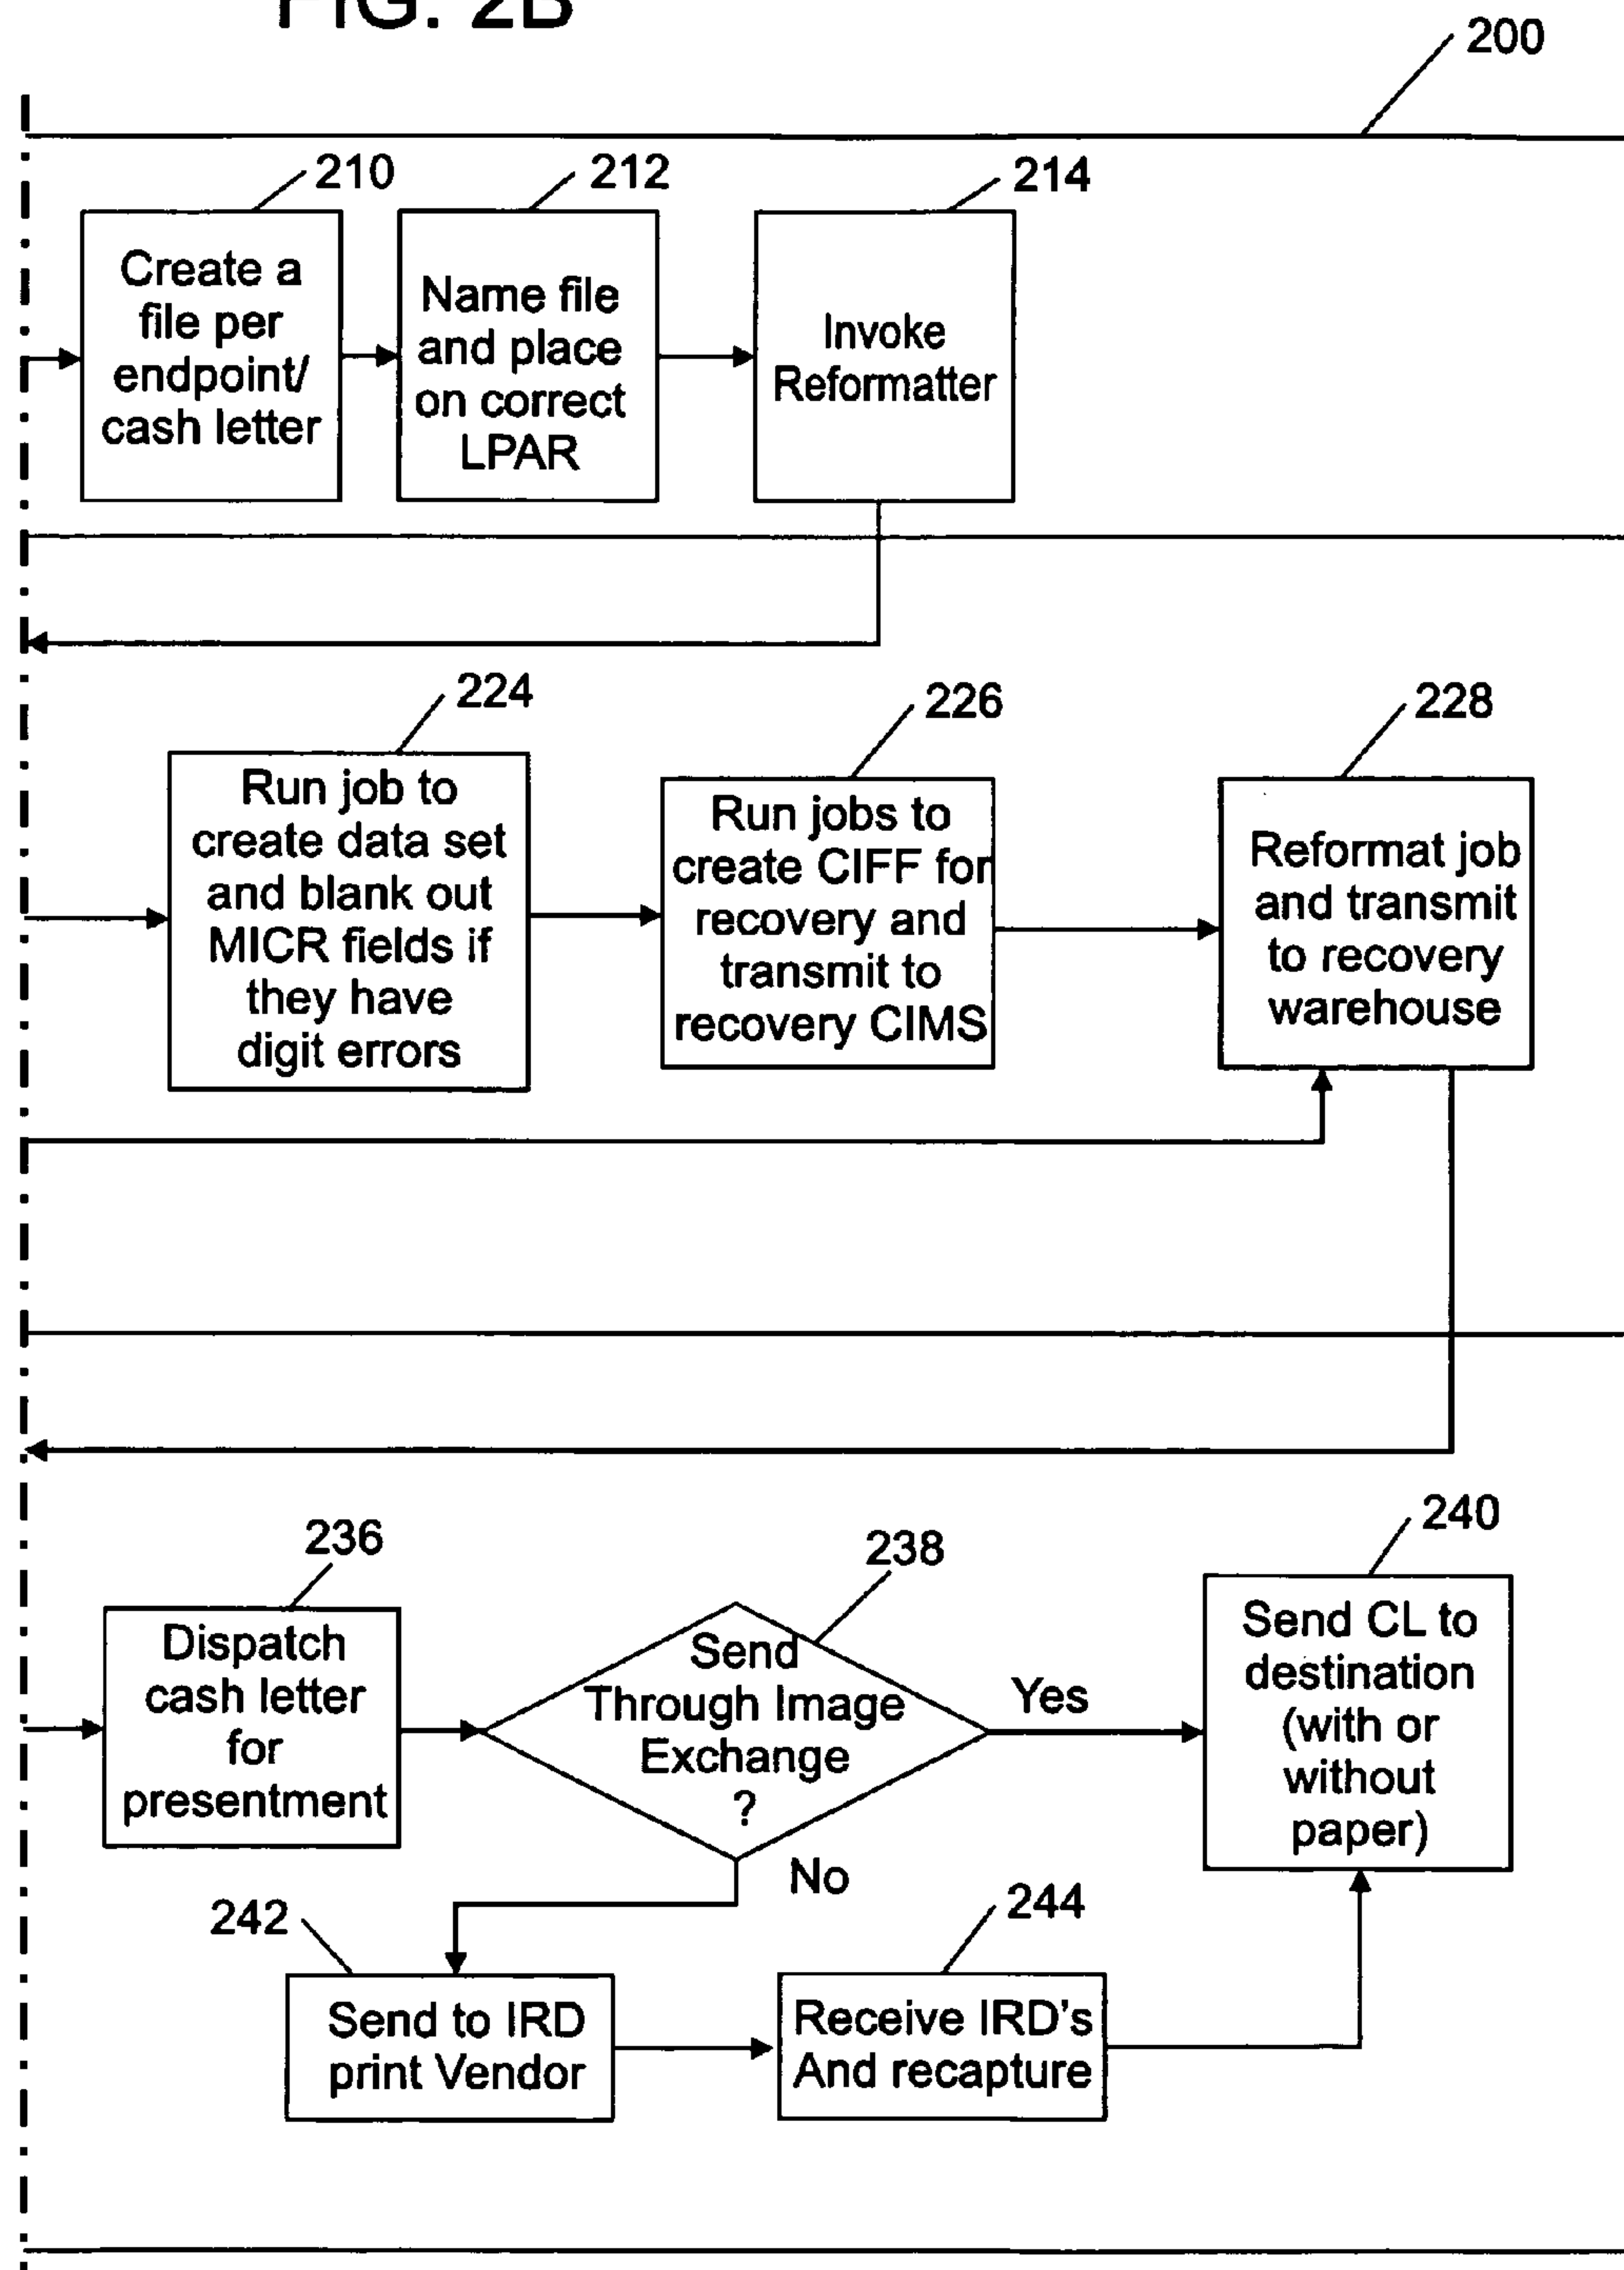 FIG. 2B
200
210
212
214
Create a
file per
endpoint/
cash letter
Name file
and place
on correct
LPAR
Invoke
Reformatter
224
226
228
Run job to
create data set
and blank out
MICR fields if
they have
digit errors
Run jobs to
create CIFF for
recovery and
transmit to
recovery CIMS
Reformat job
and transmit
to recovery
warehouse
236
238
240
Dispatch
cash letter
for
presentment
Send
Through Image
Exchange
?
Yes
No
Send CL to
destination
(with or
without
paper)
242
244
Send to IRD
print Vendor
Receive IRD's
And recapture